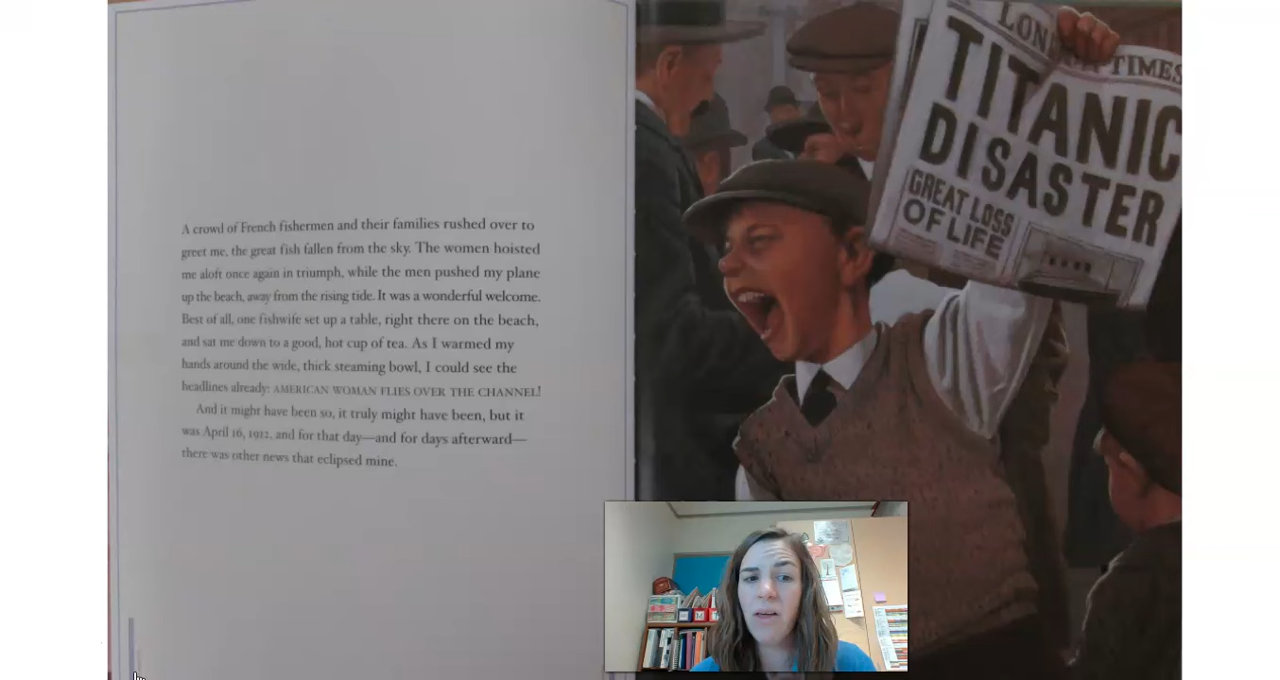 A crowd of French fishermen and their families rushed over to
greet me, the great fish fallen from the sky. The women hoisted
me aloft once again in triumph, while the men pushed my plane
up the beach, away from the rising tide. It was a wonderful welcome.
Best of all, one fishwife set up a table, right there on the beach,
and sat me down to a good, hot cup of tea. As I warmed my
hands around the wide, thick steaming bowl, I could see the
headlines already: AMERICAN WOMAN FLIES OVER THE CHANNEL!
And it might have been so, it truly might have been, but it
was April 16, 1912, and for that day—and for days afterward—
there was other news that eclipsed mine.
TIMES
TITANIC
DISASTER
GREAT LOSS
OF LIFE